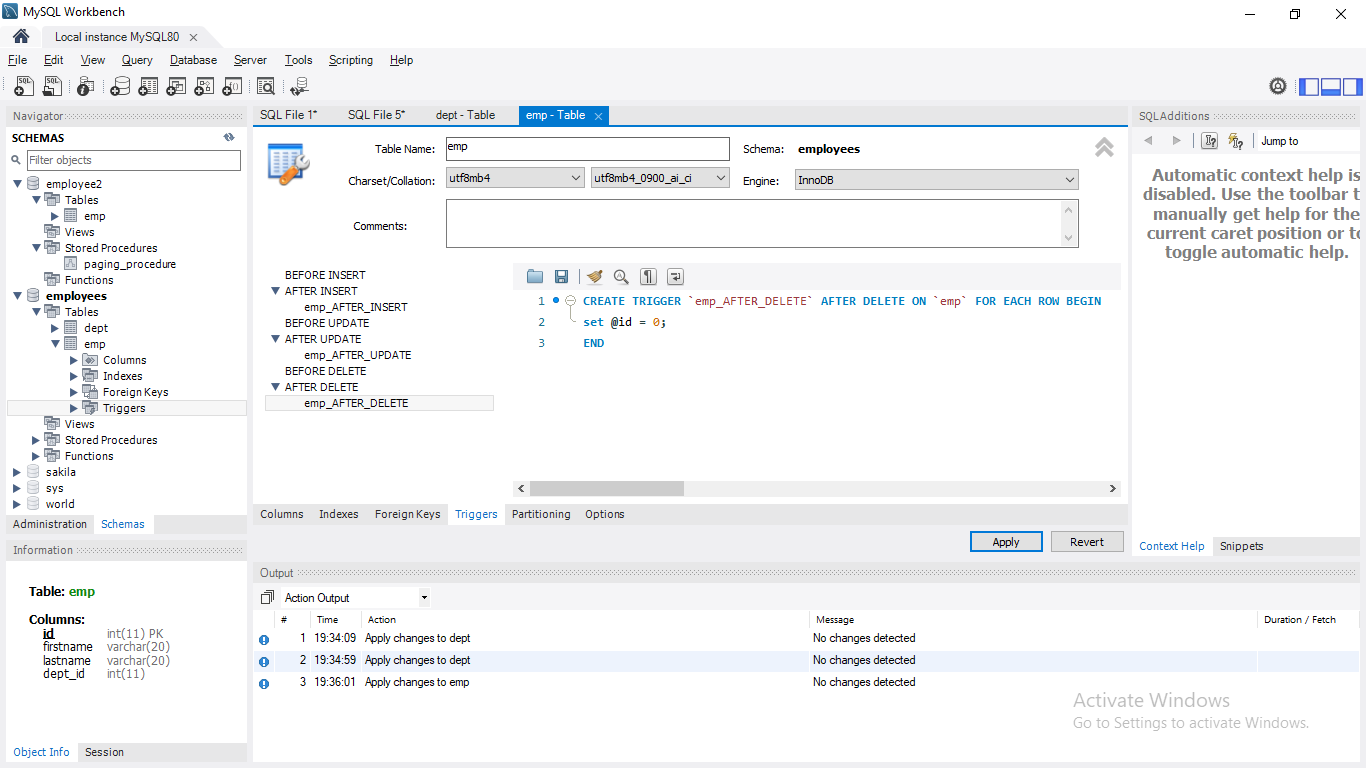 MySQL Workbench
Local instance MySQL80
File Edit View Query Database Server Tools Scripting Help
Navigator
SCHEMAS
Filter objects
employee2
Tables
emp
Views
Stored Procedures
paging_procedure
Functions
employees
Tables
dept
emp
Columns
Indexes
Foreign Keys
Triggers
Views
Stored Procedures
Functions
sakila
sys
world
Administration Schemas
Information
Table: emp
Columns:
id int(11) PK
firstname varchar(20)
lastname varchar(20)
dept_id int(11)
Object Info Session
SQL File 1* SQL File 5* dept - Table emp - Table
Table Name: emp Schema: employees
Charset/Collation: utf8mb4 utf8mb4_0900_ai_ci Engine: InnoDB
Comments:
BEFORE INSERT
AFTER INSERT
emp_AFTER_INSERT
BEFORE UPDATE
AFTER UPDATE
emp_AFTER_UPDATE
BEFORE DELETE
AFTER DELETE
emp_AFTER_DELETE
1 CREATE TRIGGER `emp_AFTER_DELETE` AFTER DELETE ON `emp` FOR EACH ROW BEGIN
2 set @id = 0;
3 END
Columns Indexes Foreign Keys Triggers Partitioning Options
Apply Revert
Output
Action Output
# Time Action Message Duration / Fetch
1 19:34:09 Apply changes to dept No changes detected
2 19:34:59 Apply changes to dept No changes detected
3 19:36:01 Apply changes to emp No changes detected
SQLAdditions
Jump to
Automatic context help is
disabled. Use the toolbar t
manually get help for the
current caret position or to
toggle automatic help.
Context Help Snippets
Activate Windows
Go to Settings to activate Windows.